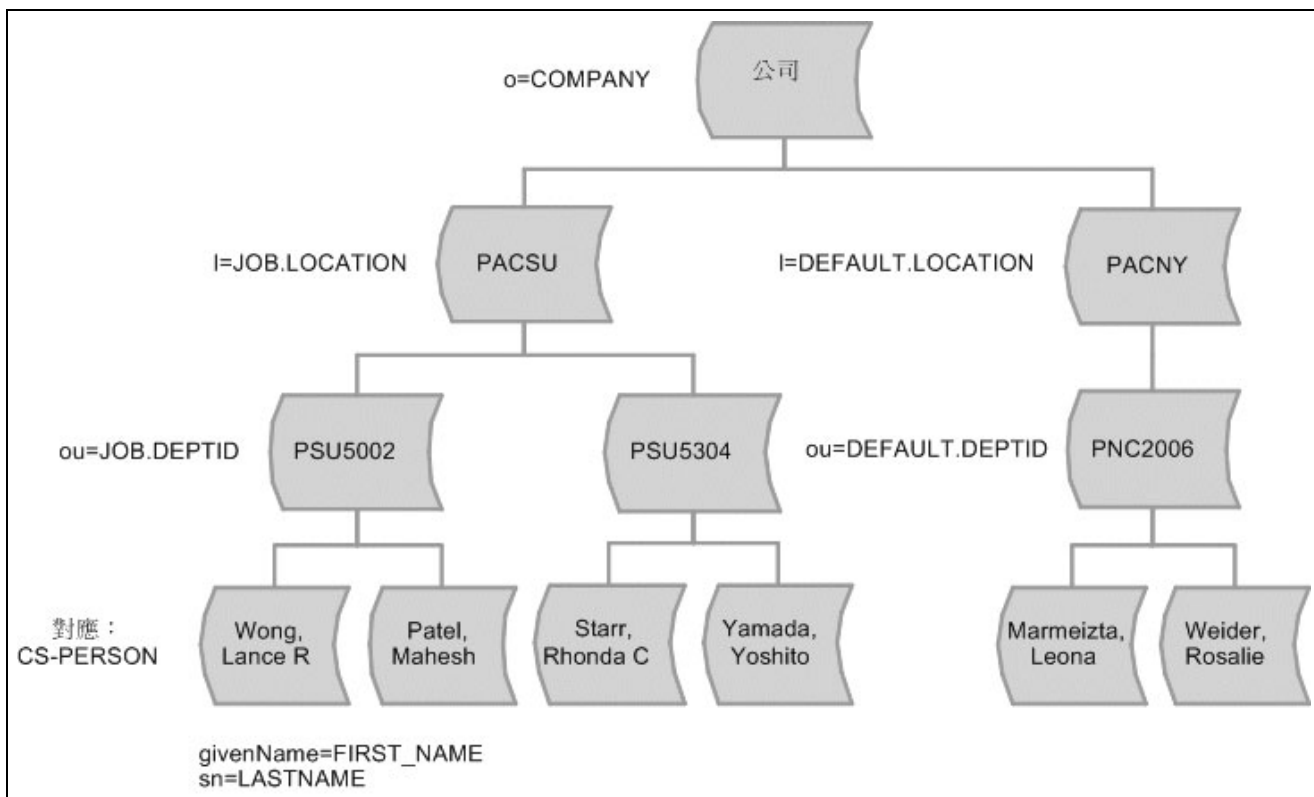 公司
o=COMPANY
l=JOB.LOCATION
PACSU
l=DEFAULT.LOCATION
PACNY
ou=JOB.DEPTID
PSU5002
PSU5304
ou=DEFAULT.DEPTID
PNC2006
對應：
CS-PERSON
Wong,
Lance R
Patel,
Mahesh
Starr,
Rhonda C
Yamada,
Yoshito
Marmeizta,
Leona
Weider,
Rosalie
givenName=FIRST_NAME
sn=LASTNAME